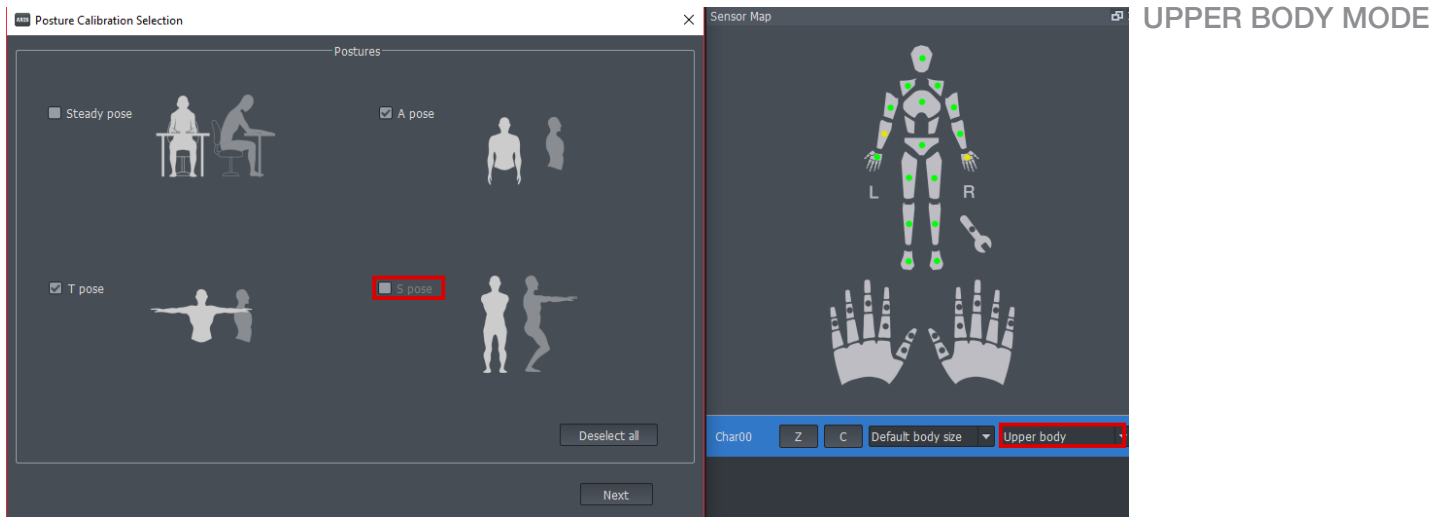 AXIS Posture Calibration Selection
Sensor Map
UPPER BODY MODE
Postures
Steady pose
A pose
T pose
S pose
L
R
Deselect all
Char00
Z
C
Default body size
Upper body
Next